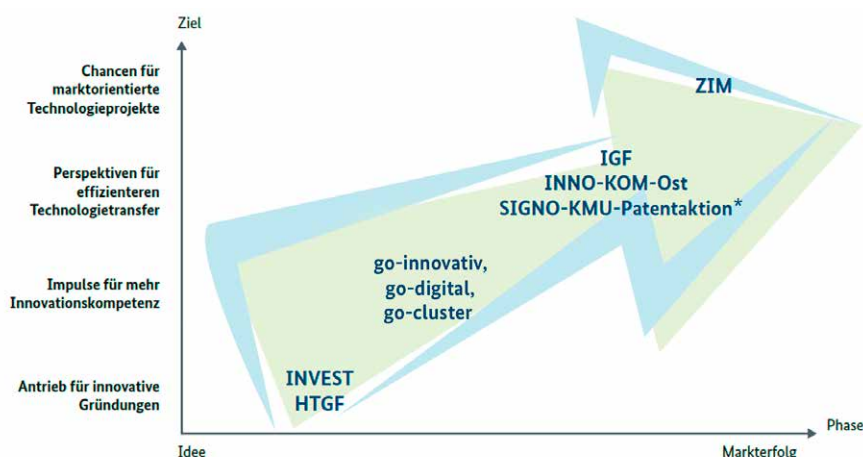 Ziel
Chancen für
marktorientierte
Technologieprojekte
Perspektiven für
effizienteren
Technologietransfer
Impulse für mehr
Innovationskompetenz
Antrieb für innovative
Gründungen
ZIM
IGF
INNO-KOM-Ost
SIGNO-KMU-Patentaktion*
go-innovativ,
go-digital,
go-cluster
INVEST
HTGF
Phase
Idee
Markterfolg